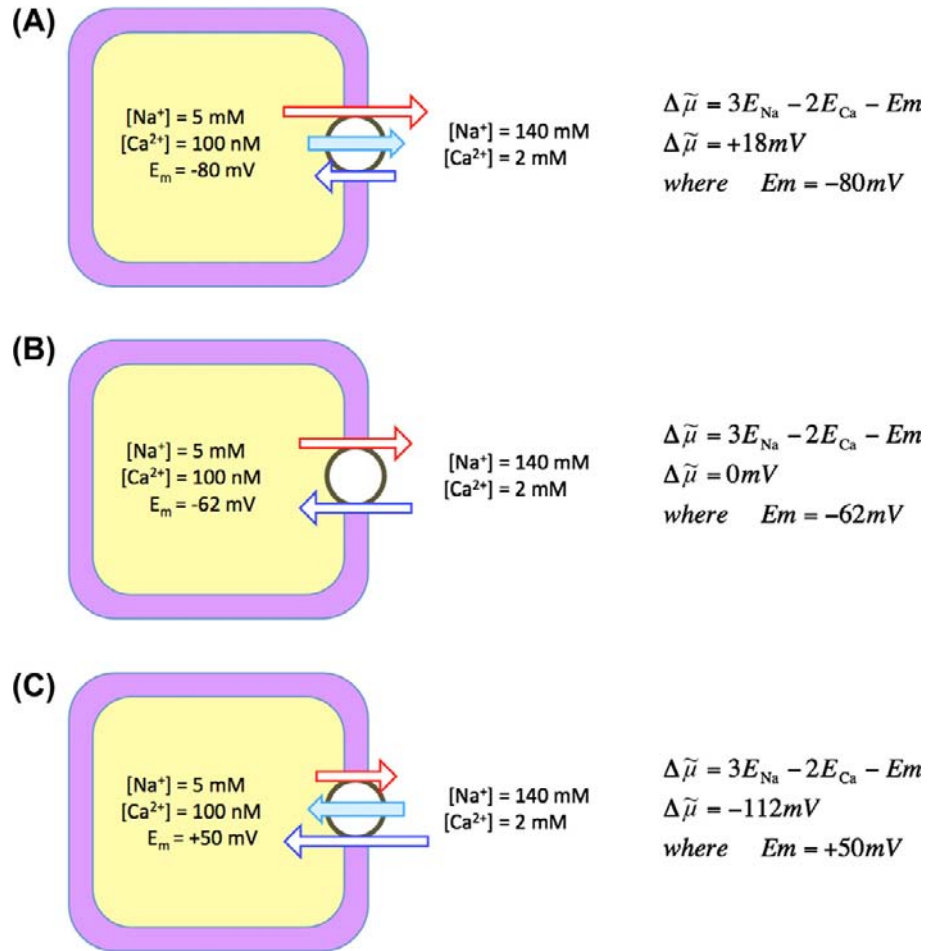 (A)
[Na⁺] = 5 mM
[Ca²⁺] = 100 nM
Eₘ = -80 mV
[Na⁺] = 140 mM
[Ca²⁺] = 2 mM
Δμ̃ = 3E_Na − 2E_Ca − Em
Δμ̃ = +18mV
where Em = −80mV
(B)
[Na⁺] = 5 mM
[Ca²⁺] = 100 nM
Eₘ = -62 mV
[Na⁺] = 140 mM
[Ca²⁺] = 2 mM
Δμ̃ = 3E_Na − 2E_Ca − Em
Δμ̃ = 0mV
where Em = −62mV
(C)
[Na⁺] = 5 mM
[Ca²⁺] = 100 nM
Eₘ = +50 mV
[Na⁺] = 140 mM
[Ca²⁺] = 2 mM
Δμ̃ = 3E_Na − 2E_Ca − Em
Δμ̃ = −112mV
where Em = +50mV